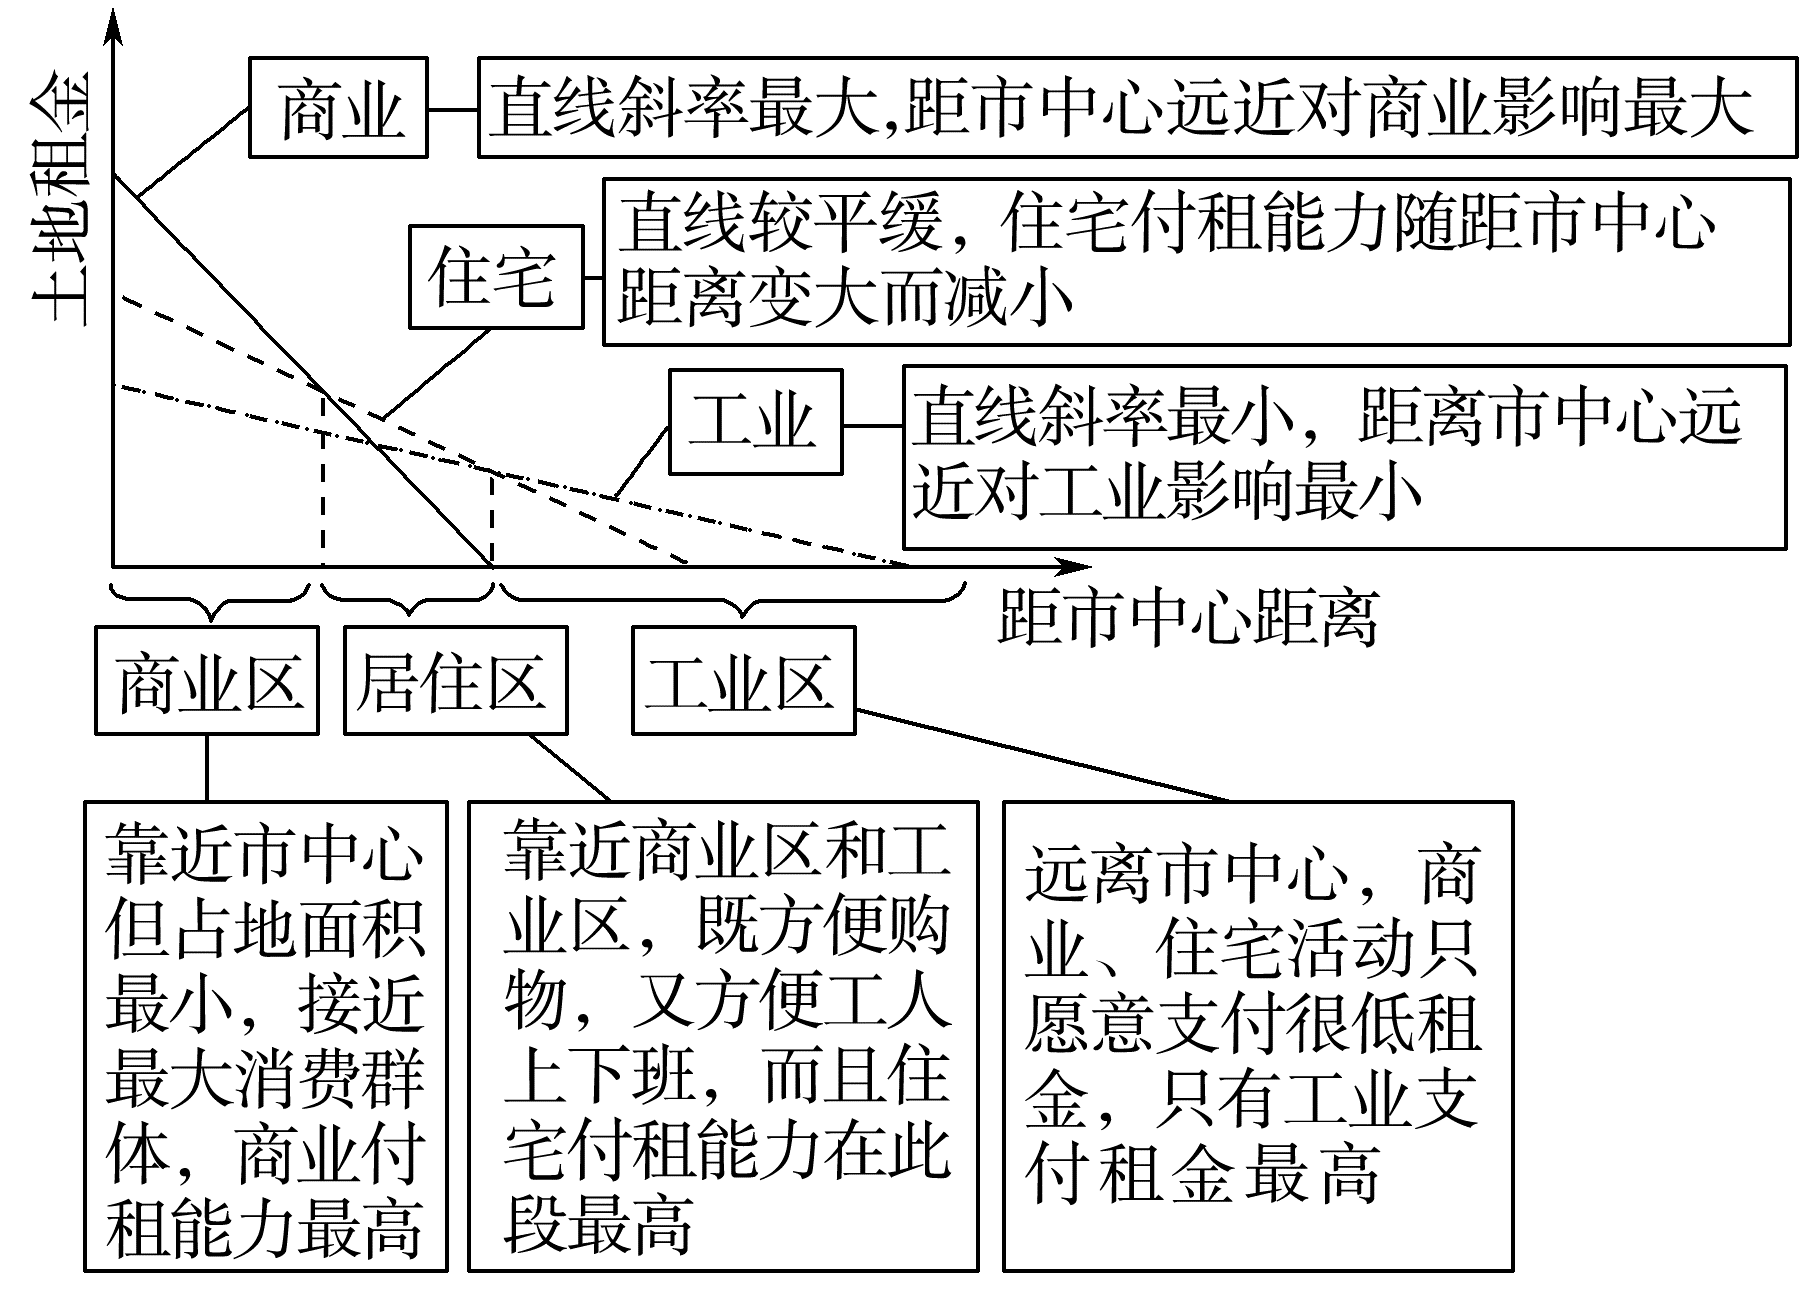 土地租金
商业
直线斜率最大,距市中心远近对商业影响最大
住宅
直线较平缓，住宅付租能力随距市中心
距离变大而减小
工业
直线斜率最小，距离市中心远
近对工业影响最小
距市中心距离
商业区
居住区
工业区
靠近市中心
但占地面积
最小，接近
最大消费群
体，商业付
租能力最高
靠近商业区和工
业区，既方便购
物，又方便工人
上下班，而且住
宅付租能力在此
段最高
远离市中心，商
业、住宅活动只
愿意支付很低租
金，只有工业支
付租金最高